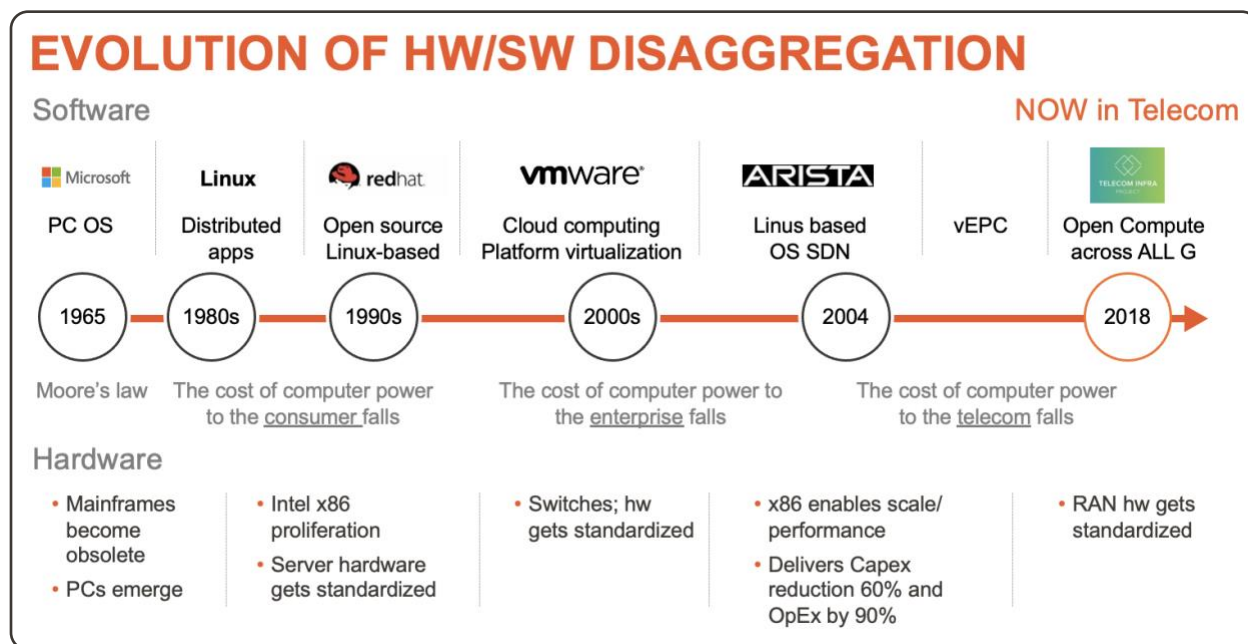 EVOLUTION OF HW/SW DISAGGREGATION
Software
NOW in Telecom
Microsoft
Linux
redhat.
vmware®
ARISTA
TELECOM INFRA
PROJECT
PC OS
Distributed
apps
Open source
Linux-based
Cloud computing
Platform virtualization
Linus based
OS SDN
vEPC
Open Compute
across ALL G
1965
1980s
1990s
2000s
2004
2018
Moore's law
The cost of computer power
to the consumer falls
The cost of computer power to
the enterprise falls
The cost of computer power
to the telecom falls
Hardware
• Mainframes
become
obsolete
• PCs emerge
• Intel x86
proliferation
• Server hardware
gets standardized
• Switches; hw
gets standardized
• x86 enables scale/
performance
• Delivers Capex
reduction 60% and
OpEx by 90%
• RAN hw gets
standardized